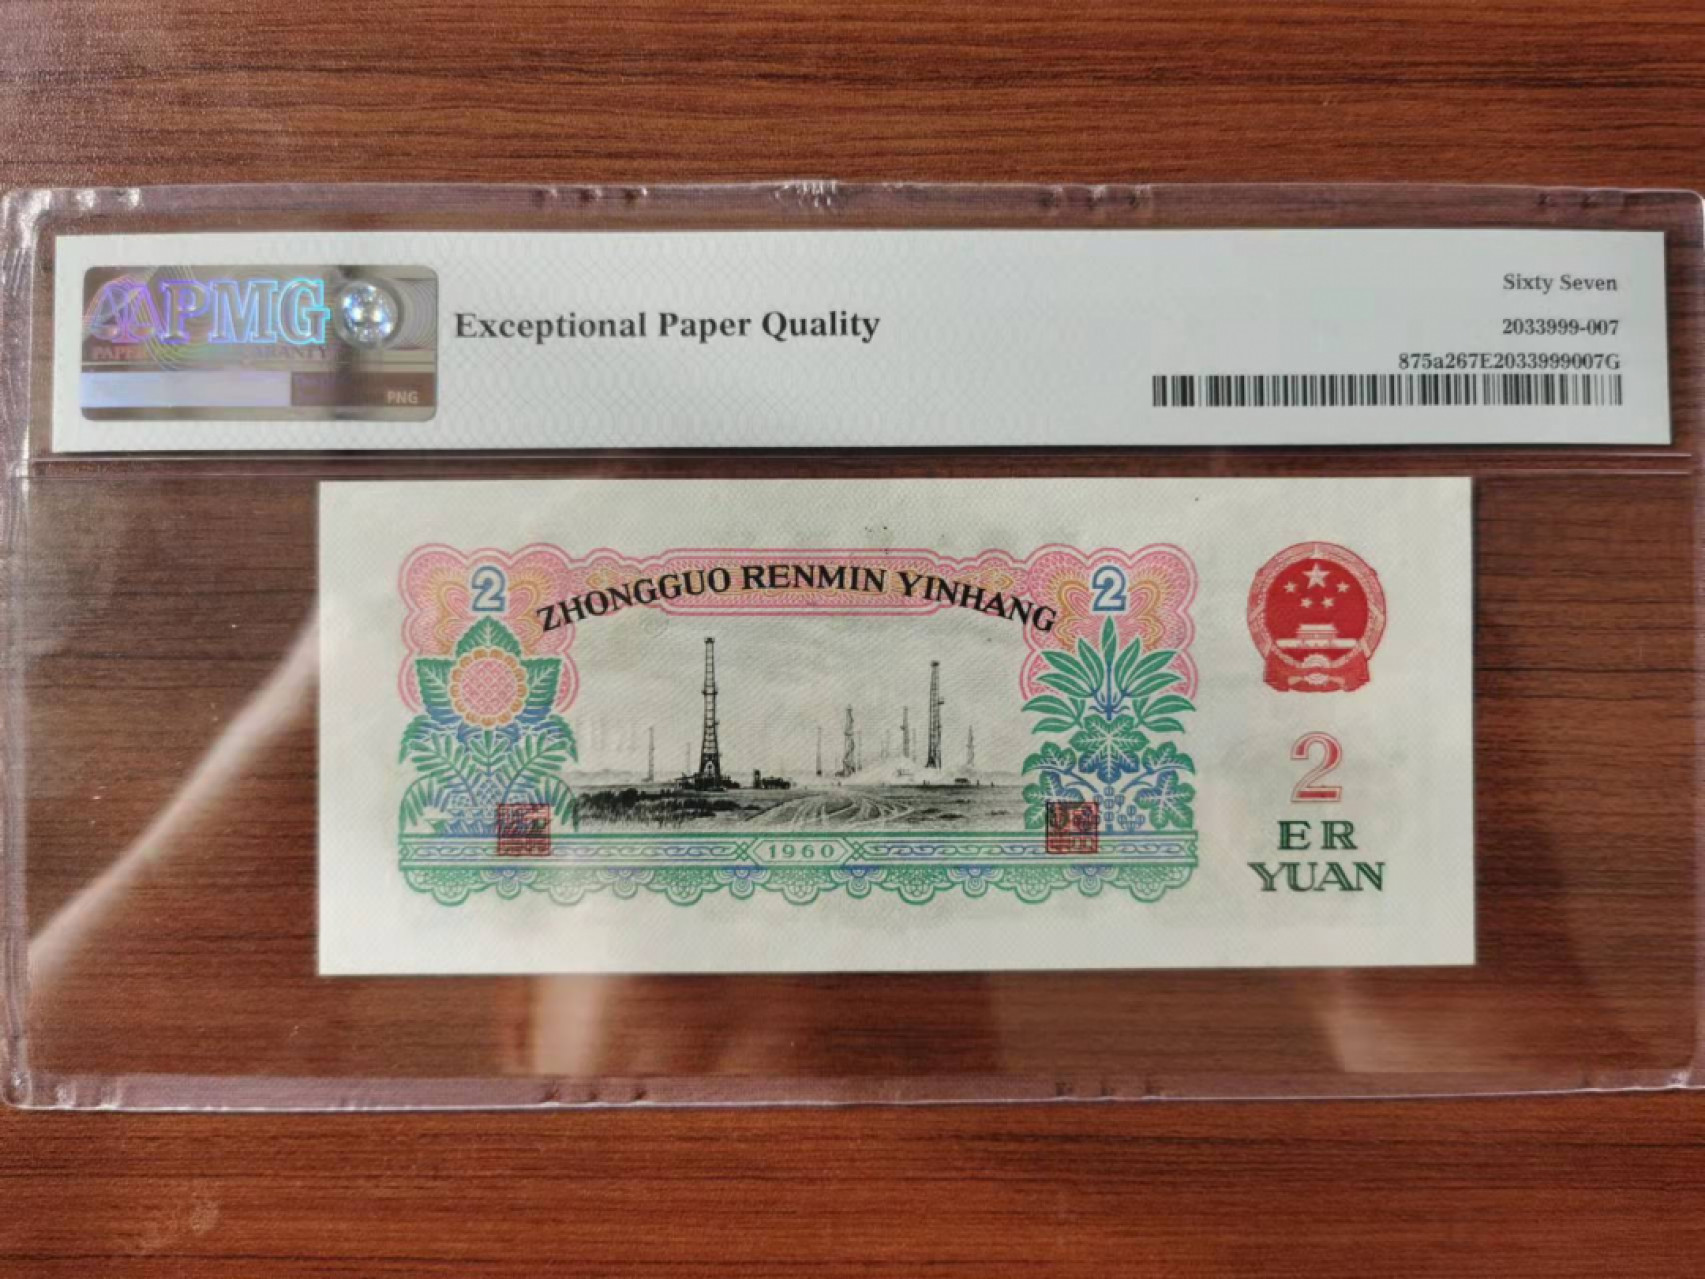 PMG
Exceptional Paper Quality
Sixty Seven
2033999-007
875a267E2033999007G
PNG
2
ZHONGGUO RENMIN YINHANG
2
1960
2
ER
YUAN